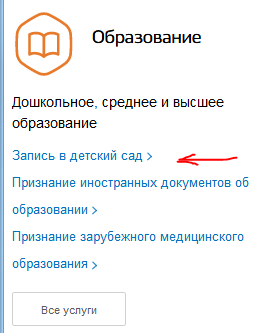 Образование
Дошкольное, среднее и высшее
образование
Запись в детский сад >
Признание иностранных документов об
образовании >
Признание зарубежного медицинского
образования >
Все услуги